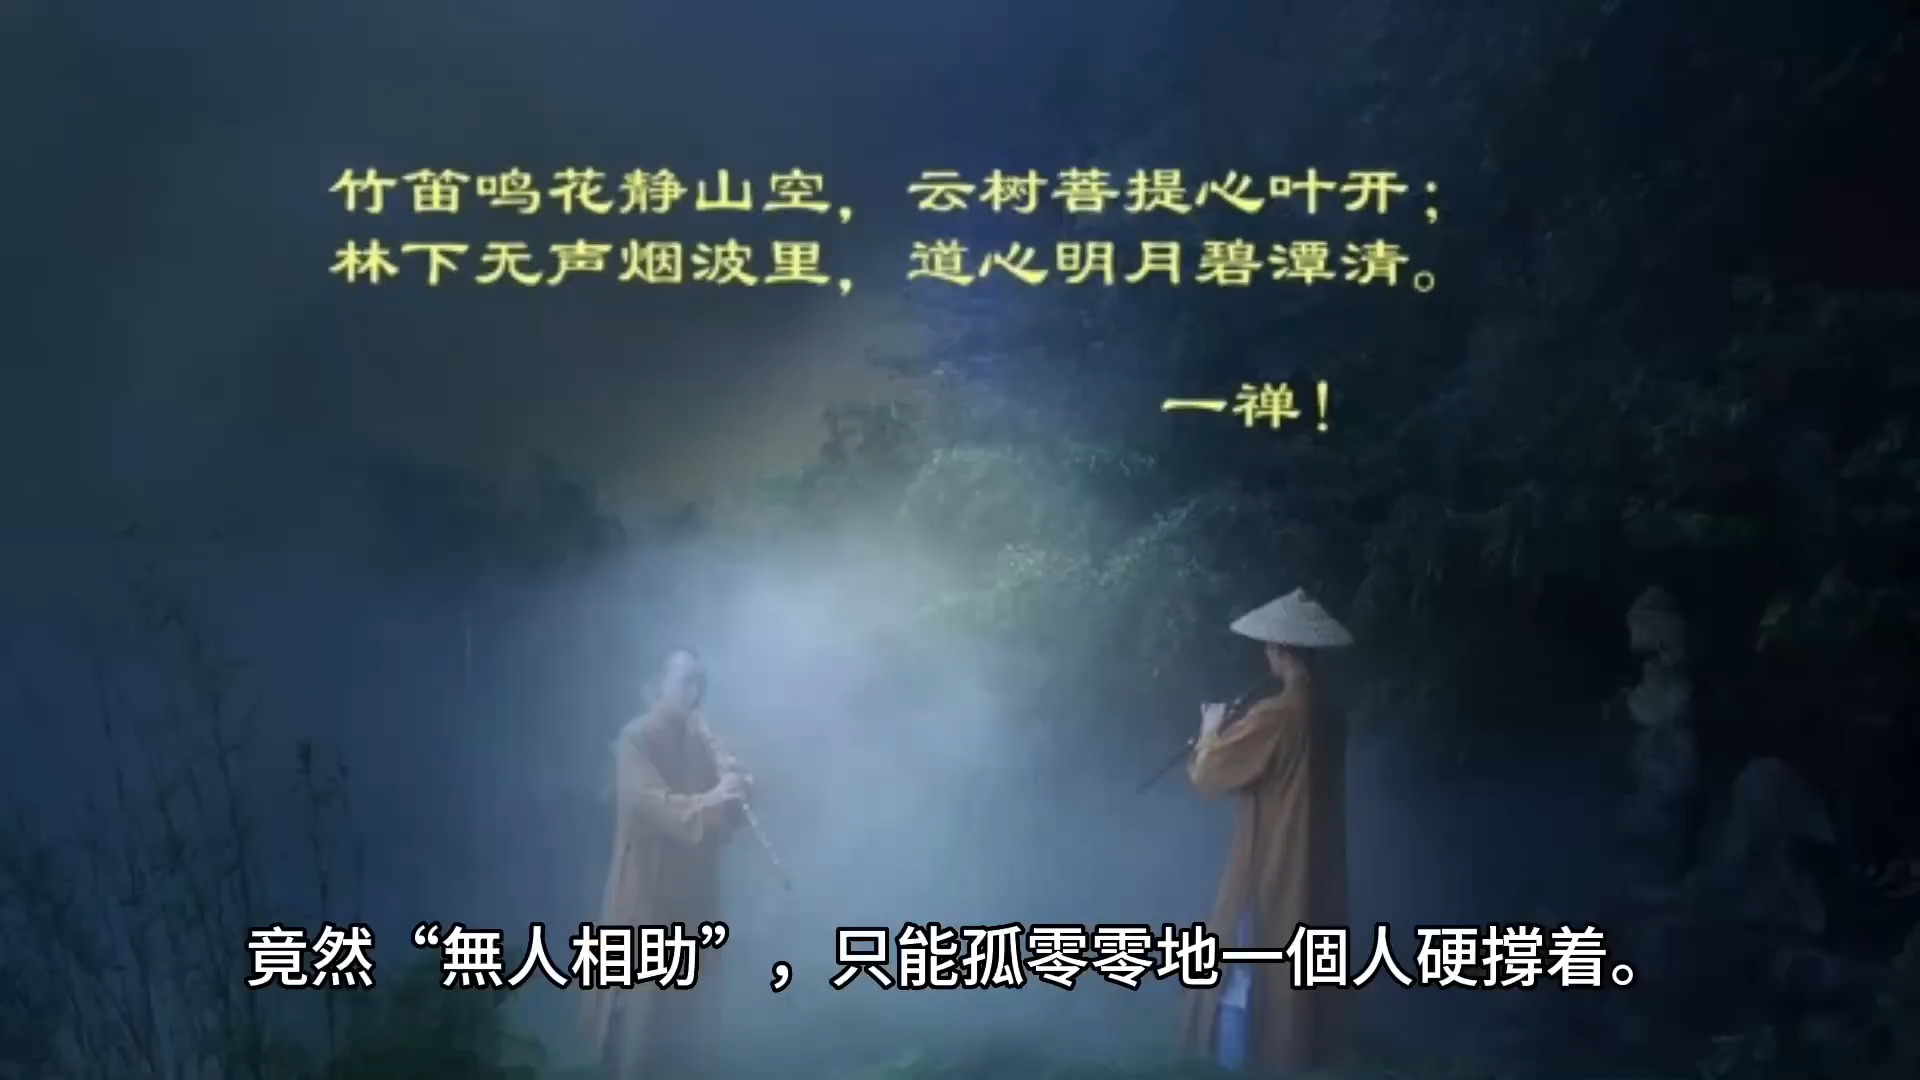 竹笛鸣花静山空，云树菩提心叶开；
林下无声烟波里，道心明月碧潭清。
一禅！
竟然“無人相助”，只能孤零零地一個人硬撐着。